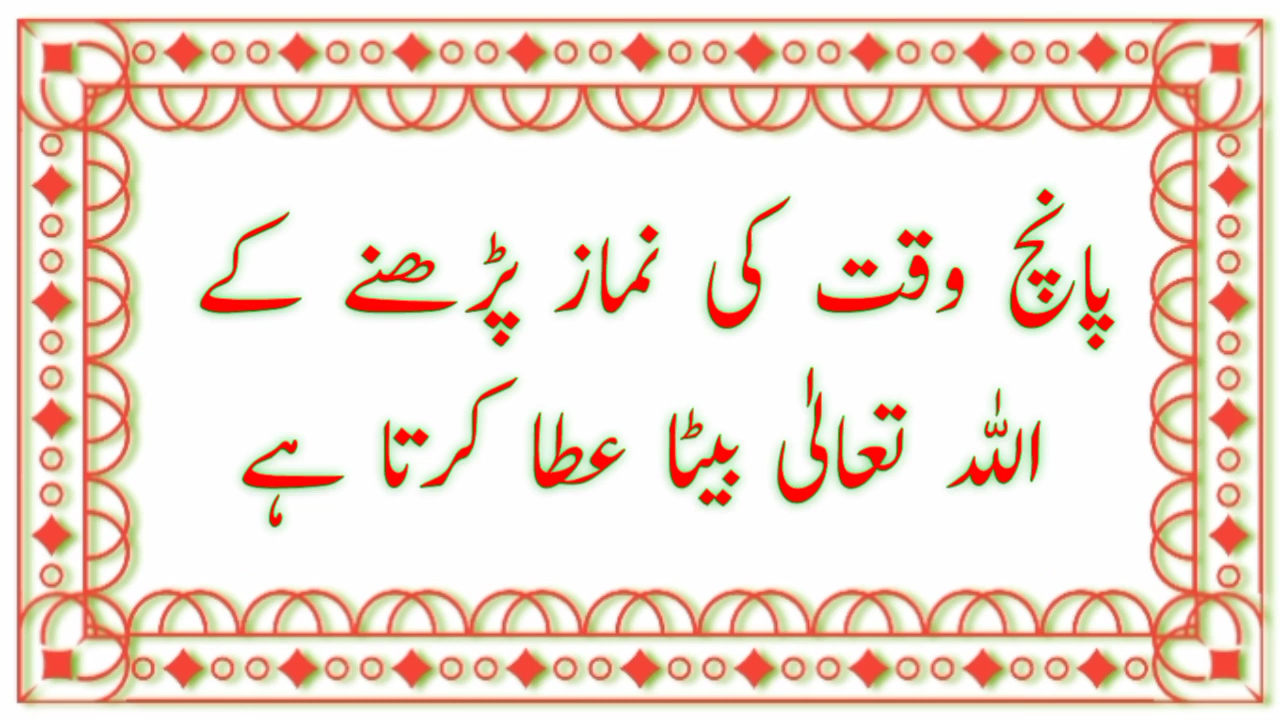 پانچ وقت کی نماز پڑھنے کے
اللہ تعالیٰ بیٹا عطا کرتا ہے